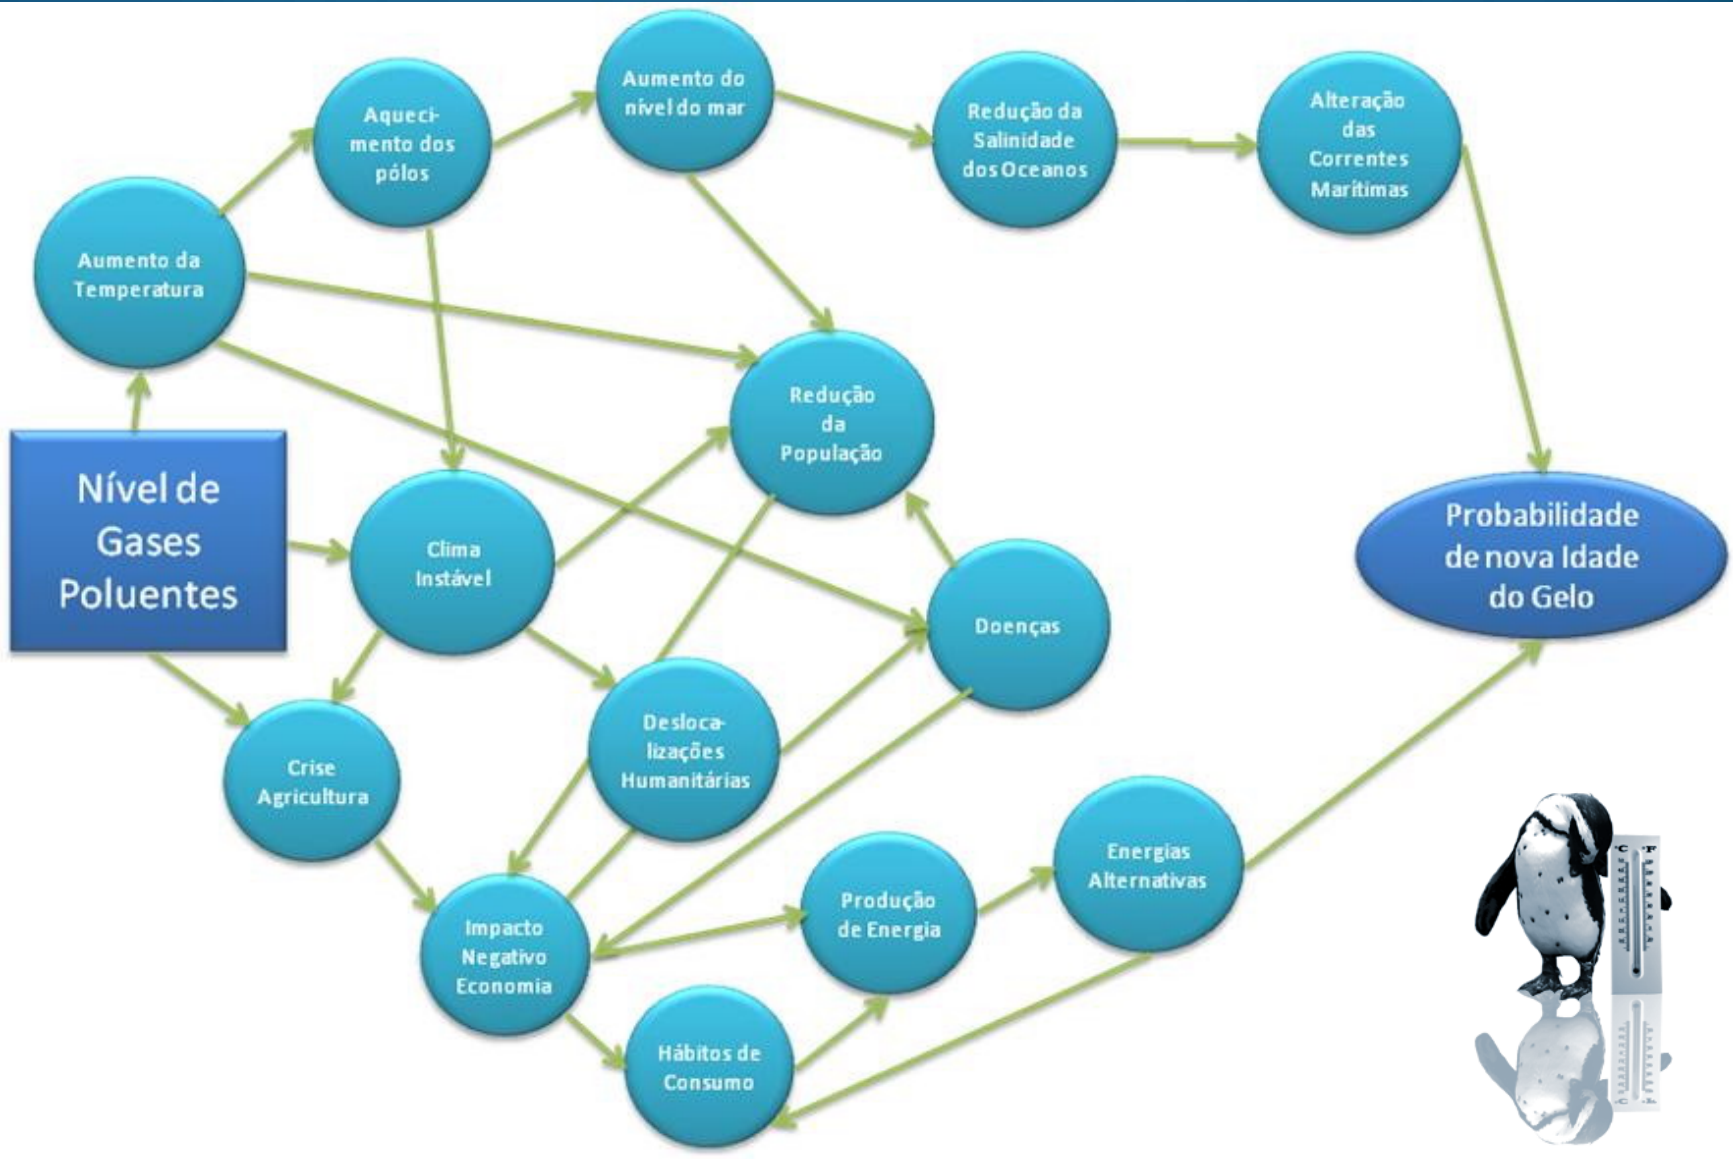 Aumento do
nível do mar
Aqueci-
mento dos
pólos
Redução da
Salinidade
dos Oceanos
Alteração
das
Correntes
Marítimas
Aumento da
Temperatura
Redução
da
População
Nível de
Gases
Poluentes
Clima
Instável
Doenças
Probabilidade
de nova Idade
do Gelo
Desloca-
lizações
Humanitárias
Crise
Agricultura
Energias
Alternativas
Produção
de Energia
Impacto
Negativo
Economia
Hábitos de
Consumo
C F